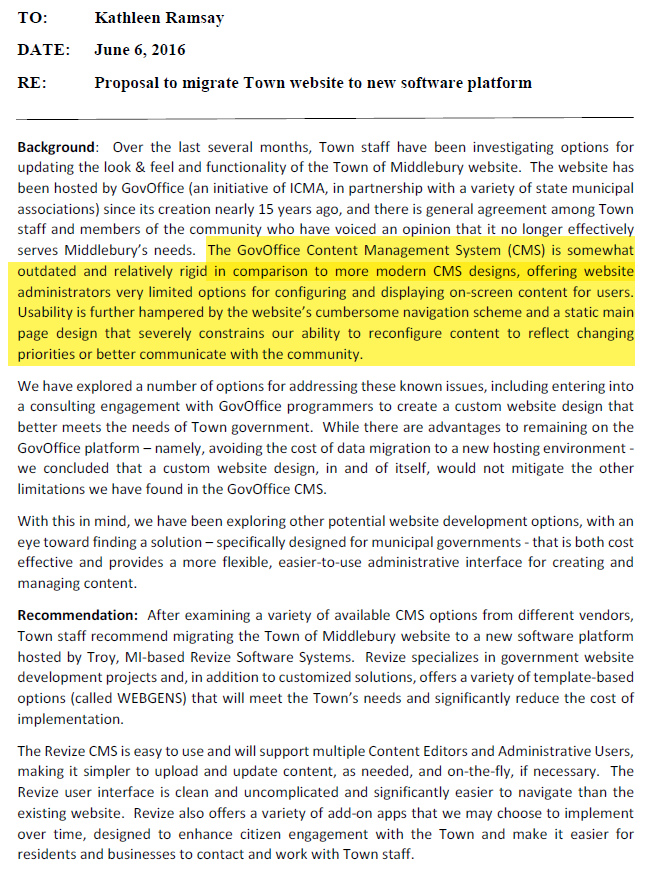 TO: Kathleen Ramsay
DATE: June 6, 2016
RE: Proposal to migrate Town website to new software platform
Background: Over the last several months, Town staff have been investigating options for
updating the look & feel and functionality of the Town of Middlebury website. The website has
been hosted by GovOffice (an initiative of ICMA, in partnership with a variety of state municipal
associations) since its creation nearly 15 years ago, and there is general agreement among Town
staff and members of the community who have voiced an opinion that it no longer effectively
serves Middlebury's needs. The GovOffice Content Management System (CMS) is somewhat
outdated and relatively rigid in comparison to more modern CMS designs, offering website
administrators very limited options for configuring and displaying on-screen content for users.
Usability is further hampered by the website's cumbersome navigation scheme and a static main
page design that severely constrains our ability to reconfigure content to reflect changing
priorities or better communicate with the community.
We have explored a number of options for addressing these known issues, including entering into
a consulting engagement with GovOffice programmers to create a custom website design that
better meets the needs of Town government. While there are advantages to remaining on the
GovOffice platform – namely, avoiding the cost of data migration to a new hosting environment -
we concluded that a custom website design, in and of itself, would not mitigate the other
limitations we have found in the GovOffice CMS.
With this in mind, we have been exploring other potential website development options, with an
eye toward finding a solution – specifically designed for municipal governments - that is both cost
effective and provides a more flexible, easier-to-use administrative interface for creating and
managing content.
Recommendation: After examining a variety of available CMS options from different vendors,
Town staff recommend migrating the Town of Middlebury website to a new software platform
hosted by Troy, MI-based Revize Software Systems. Revize specializes in government website
development projects and, in addition to customized solutions, offers a variety of template-based
options (called WEBGENS) that will meet the Town's needs and significantly reduce the cost of
implementation.
The Revize CMS is easy to use and will support multiple Content Editors and Administrative Users,
making it simpler to upload and update content, as needed, and on-the-fly, if necessary. The
Revize user interface is clean and uncomplicated and significantly easier to navigate than the
existing website. Revize also offers a variety of add-on apps that we may choose to implement
over time, designed to enhance citizen engagement with the Town and make it easier for
residents and businesses to contact and work with Town staff.